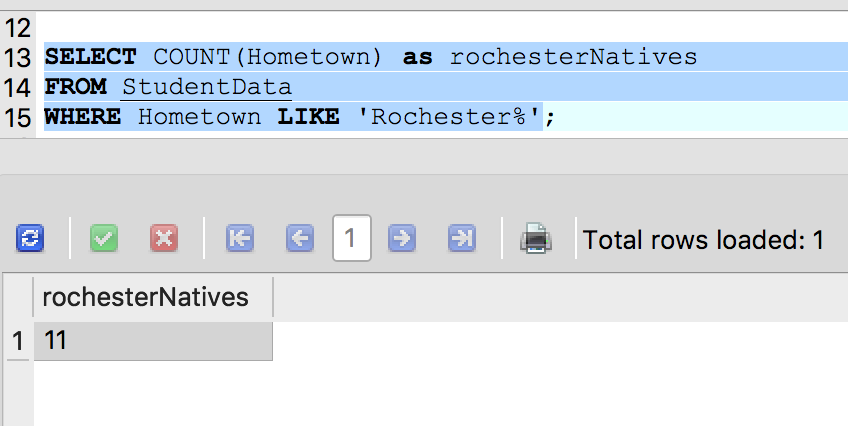 12
13 SELECT COUNT(Hometown) as rochesterNatives
14 FROM StudentData
15 WHERE Hometown LIKE 'Rochester%';
1 Total rows loaded: 1
rochesterNatives
1 11